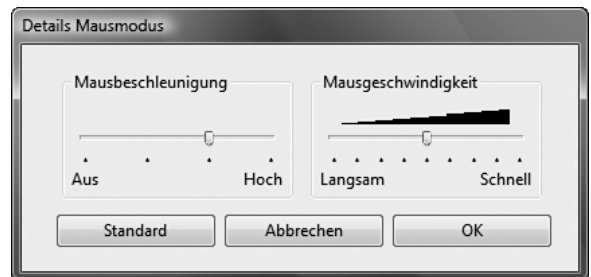 Details Mausmodus
Mausbeschleunigung
Mausgeschwindigkeit
Aus Hoch
Langsam Schnell
Standard Abbrechen OK